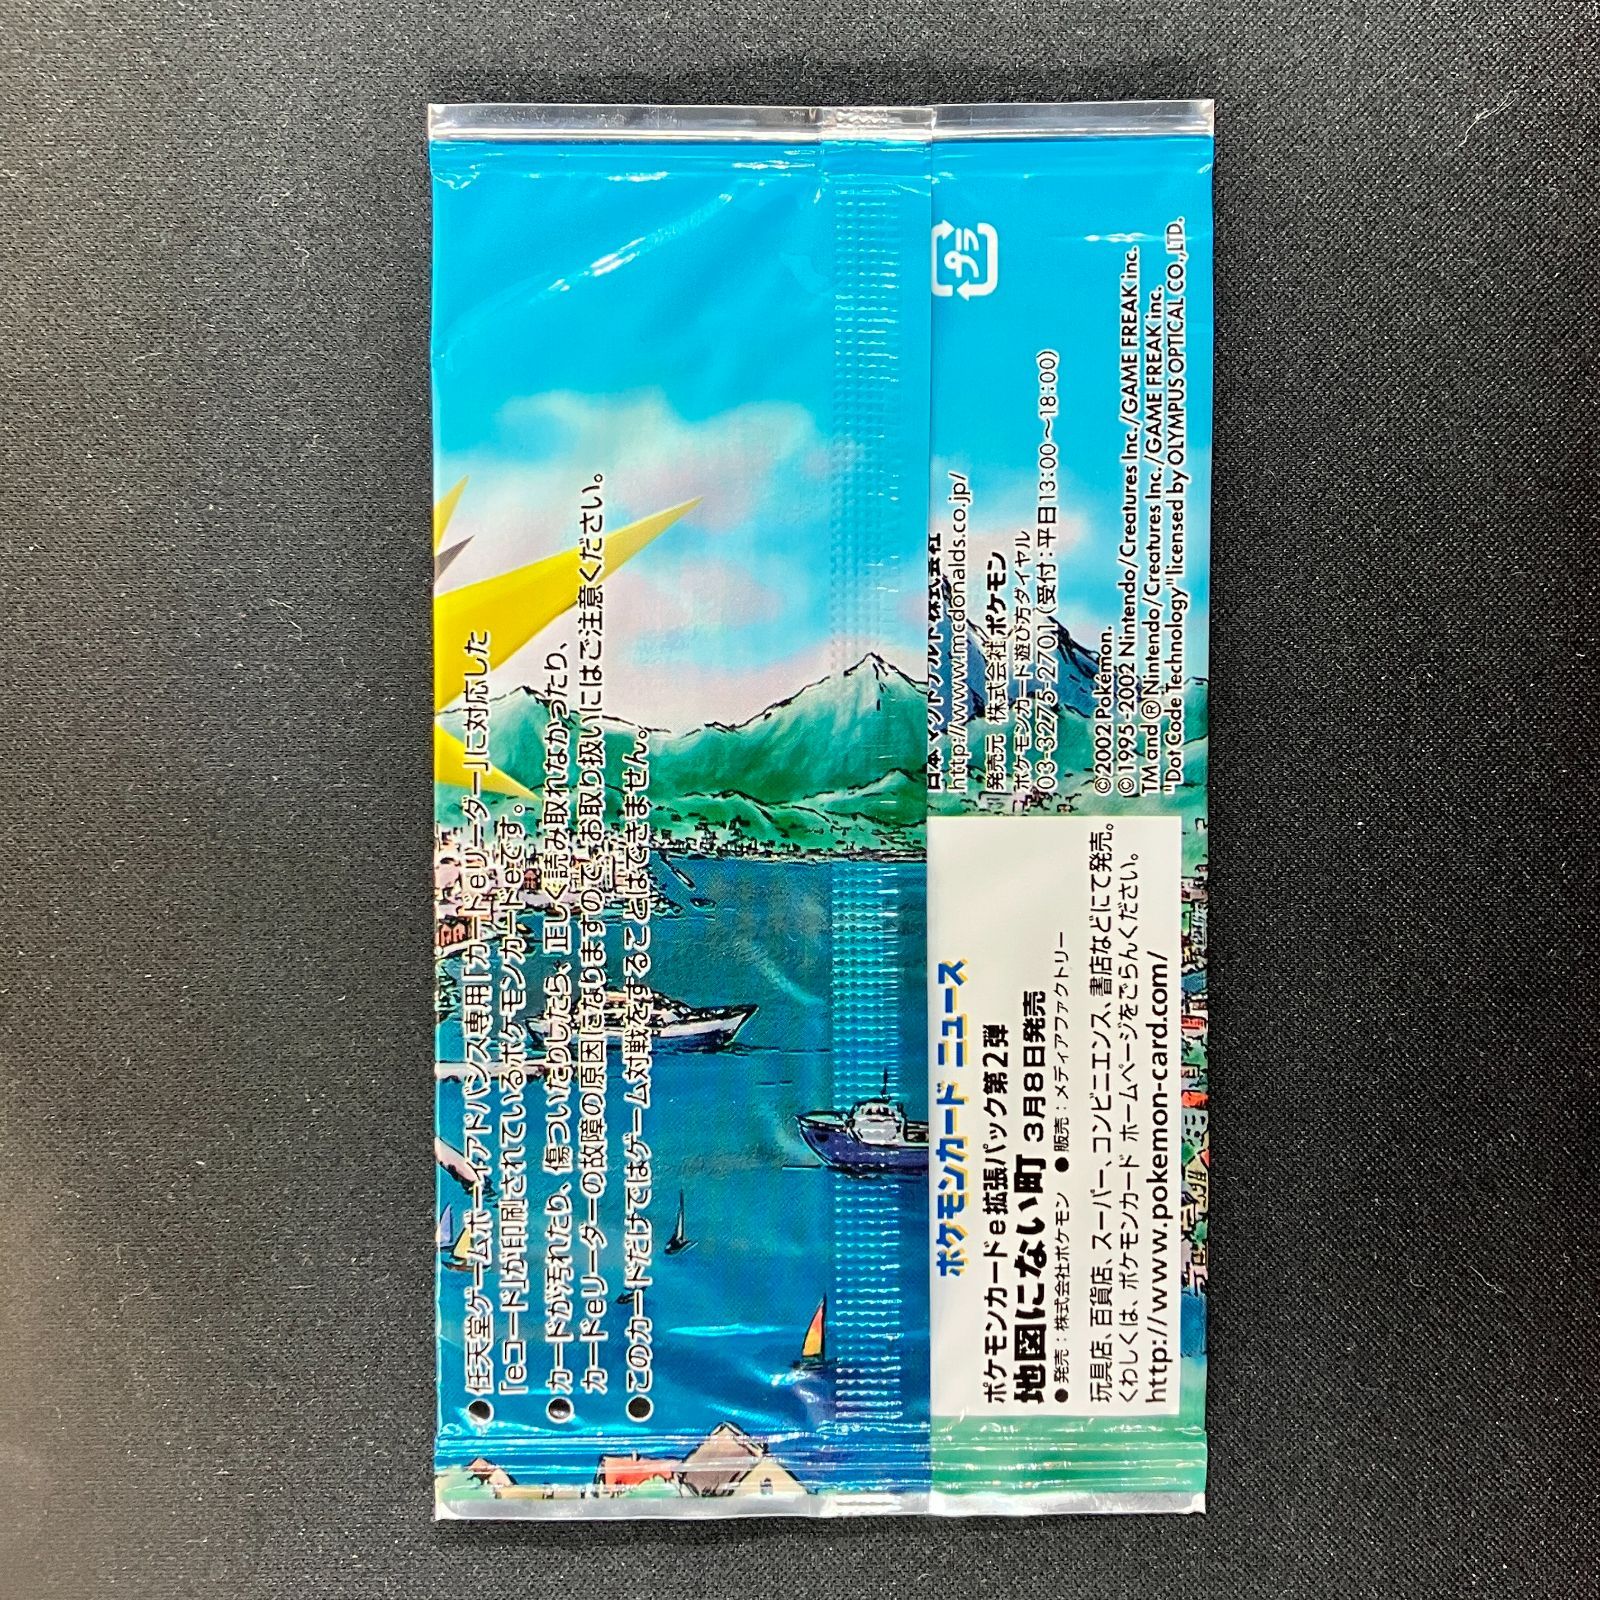 ●任天堂ゲームボーイアドバンス専用「カードeリーダー」に対応した
「eコード」が印刷されているポケモンカードeです。
●カードが汚れたり、傷ついたりしたら、正しく読み取れなかったり、
カードeリーダーの故障の原因になりますので、お取り扱いにはご注意ください。
●このカードだけではゲーム対戦をすることはできません。
日本マクドナルド株式会社
http://www.mcdonalds.co.jp/
発売元 株式会社ポケモン
ポケモンカード遊び方ダイヤル
03-3275-2701（受付：平日13:00〜18:00）
©2002 Pokémon.
©1995-2002 Nintendo/Creatures Inc./GAME FREAK inc.
TM and ® Nintendo/Creatures Inc./GAME FREAK inc.
"Dot Code Technology" licensed by OLYMPUS OPTICAL CO.,LTD.
プラ
ポケモンカード ニュース
ポケモンカードe拡張パック第2弾
地図にない町 3月8日発売
●発売：株式会社ポケモン ●販売：メディアファクトリー
玩具店、百貨店、スーパー、コンビニエンス、書店などにて発売。
くわしくは、ポケモンカード ホームページをごらんください。
http://www.pokemon-card.com/